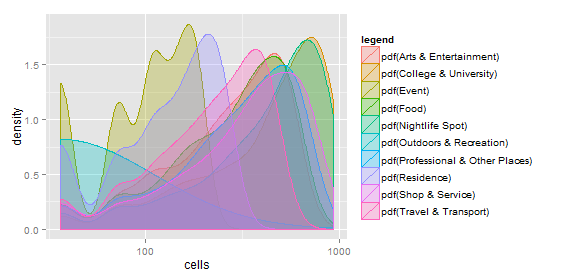 legend
pdf(Arts & Entertainment)
pdf(College & University)
pdf(Event)
pdf(Food)
pdf(Nightlife Spot)
pdf(Outdoors & Recreation)
pdf(Professional & Other Places)
pdf(Residence)
pdf(Shop & Service)
pdf(Travel & Transport)
density
1.5
1.0
0.5
0.0
100
1000
cells